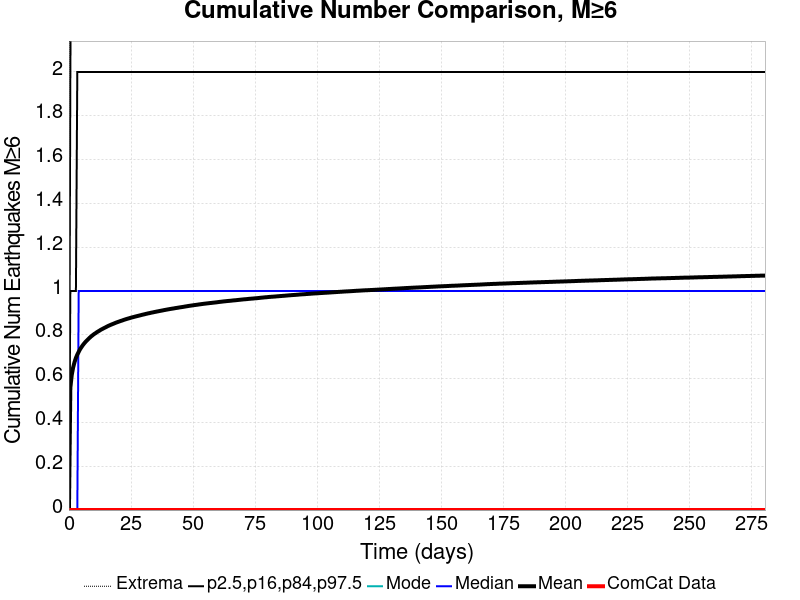 Cumulative Number Comparison, M≥6
Cumulative Num Earthquakes M≥6
2
1.8
1.6
1.4
1.2
1
0.8
0.6
0.4
0.2
0
0 25 50 75 100 125 150 175 200 225 250 275
Time (days)
Extrema p2.5,p16,p84,p97.5 Mode Median Mean ComCat Data